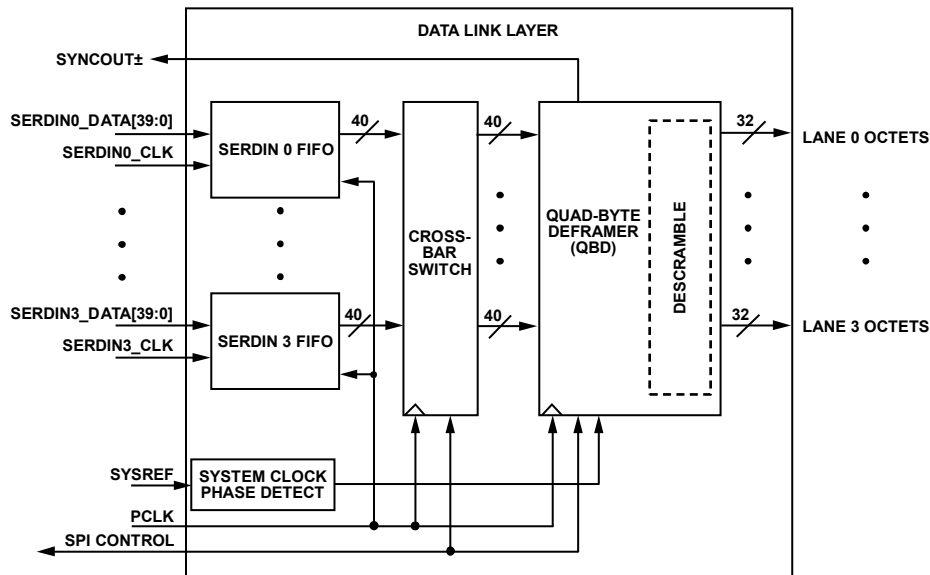 DATA LINK LAYER
SYNCOUT±
SERDIN0_DATA[39:0]
SERDIN0_CLK
SERDIN 0 FIFO
40
40
32
LANE 0 OCTETS
CROSS-
BAR
SWITCH
QUAD-BYTE
DEFRAMER
(QBD)
DESCRAMBLE
SERDIN3_DATA[39:0]
SERDIN3_CLK
SERDIN 3 FIFO
40
40
32
LANE 3 OCTETS
SYSREF
SYSTEM CLOCK
PHASE DETECT
PCLK
SPI CONTROL